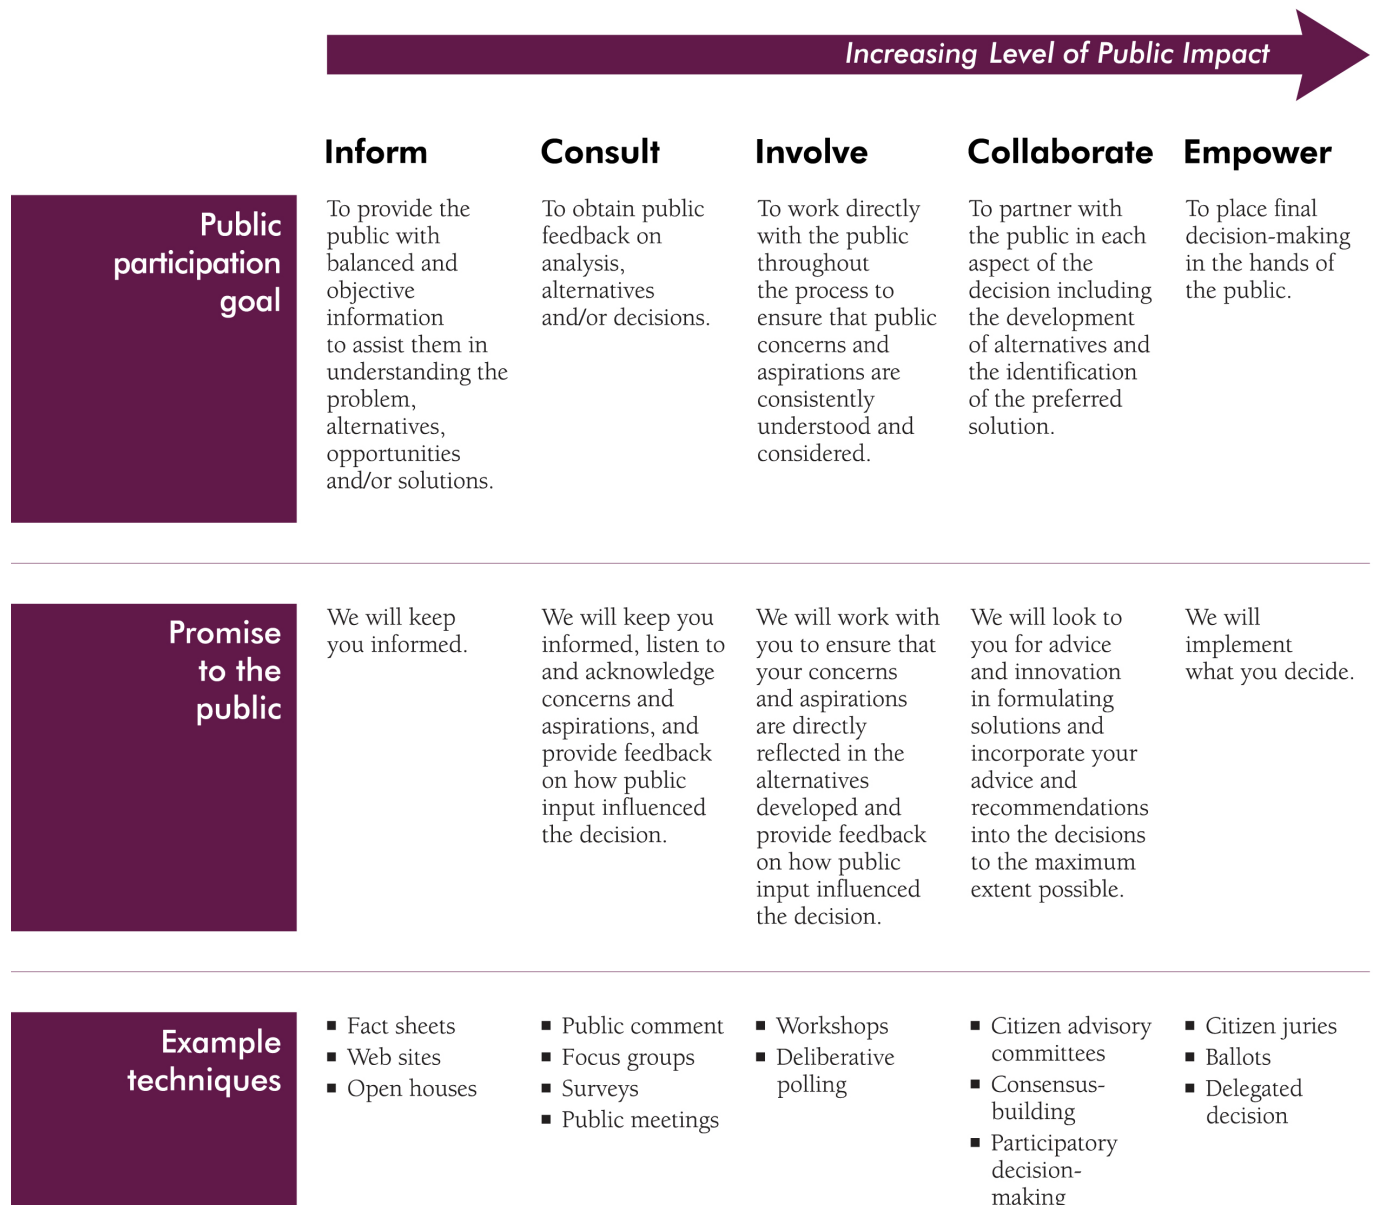 Increasing Level of Public Impact
Inform
Consult
Involve
Collaborate
Empower
Public
participation
goal
To provide the
public with
balanced and
objective
information
to assist them in
understanding the
problem,
alternatives,
opportunities
and/or solutions.
To obtain public
feedback on
analysis,
alternatives
and/or decisions.
To work directly
with the public
throughout
the process to
ensure that public
concerns and
aspirations are
consistently
understood and
considered.
To partner with
the public in each
aspect of the
decision including
the development
of alternatives and
the identification
of the preferred
solution.
To place final
decision-making
in the hands of
the public.
Promise
to the
public
We will keep
you informed.
We will keep you
informed, listen to
and acknowledge
concerns and
aspirations, and
provide feedback
on how public
input influenced
the decision.
We will work with
you to ensure that
your concerns
and aspirations
are directly
reflected in the
alternatives
developed and
provide feedback
on how public
input influenced
the decision.
We will look to
you for advice
and innovation
in formulating
solutions and
incorporate your
advice and
recommendations
into the decisions
to the maximum
extent possible.
We will
implement
what you decide.
Example
techniques
■ Fact sheets
■ Web sites
■ Open houses
■ Public comment
■ Focus groups
■ Surveys
■ Public meetings
■ Workshops
■ Deliberative
polling
■ Citizen advisory
committees
■ Consensus-
building
■ Participatory
decision-
making
■ Citizen juries
■ Ballots
■ Delegated
decision